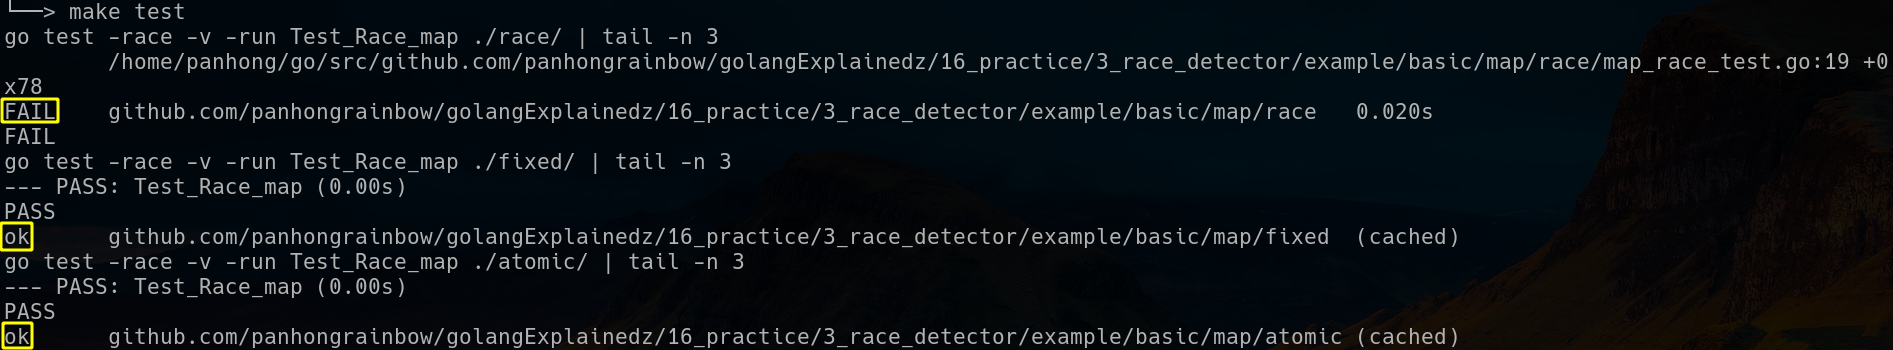 └──> make test
go test -race -v -run Test_Race_map ./race/ | tail -n 3
        /home/panhong/go/src/github.com/panhongrainbow/golangExplainedz/16_practice/3_race_detector/example/basic/map/race/map_race_test.go:19 +0
x78
FAIL    github.com/panhongrainbow/golangExplainedz/16_practice/3_race_detector/example/basic/map/race   0.020s
FAIL
go test -race -v -run Test_Race_map ./fixed/ | tail -n 3
--- PASS: Test_Race_map (0.00s)
PASS
ok      github.com/panhongrainbow/golangExplainedz/16_practice/3_race_detector/example/basic/map/fixed  (cached)
go test -race -v -run Test_Race_map ./atomic/ | tail -n 3
--- PASS: Test_Race_map (0.00s)
PASS
ok      github.com/panhongrainbow/golangExplainedz/16_practice/3_race_detector/example/basic/map/atomic (cached)